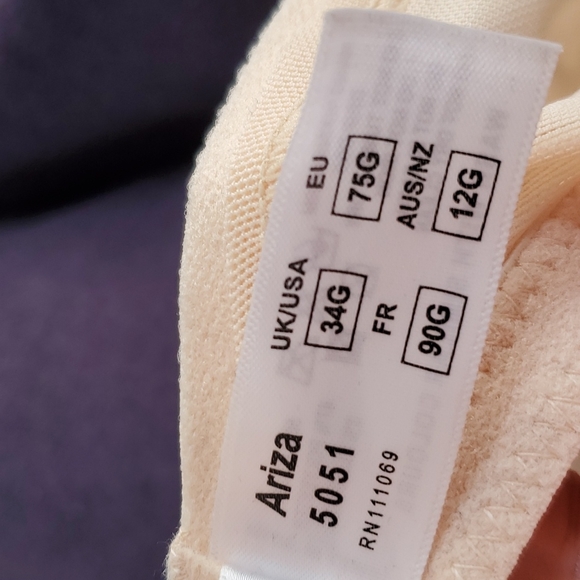 Ariza
5051
RN111069
UK/USA 34G
EU 75G
FR 90G
AUS/NZ 12G